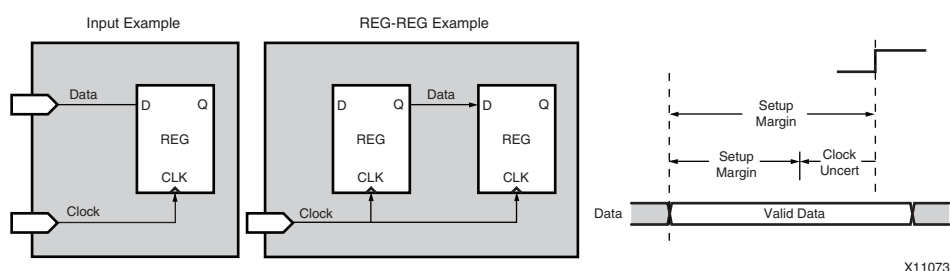 Input Example
REG-REG Example
Data
D
Q
REG
CLK
Clock
D
Q
REG
CLK
Data
D
Q
REG
CLK
Clock
Setup
Margin
Setup
Margin
Clock
Uncert
Data
Valid Data
X11073